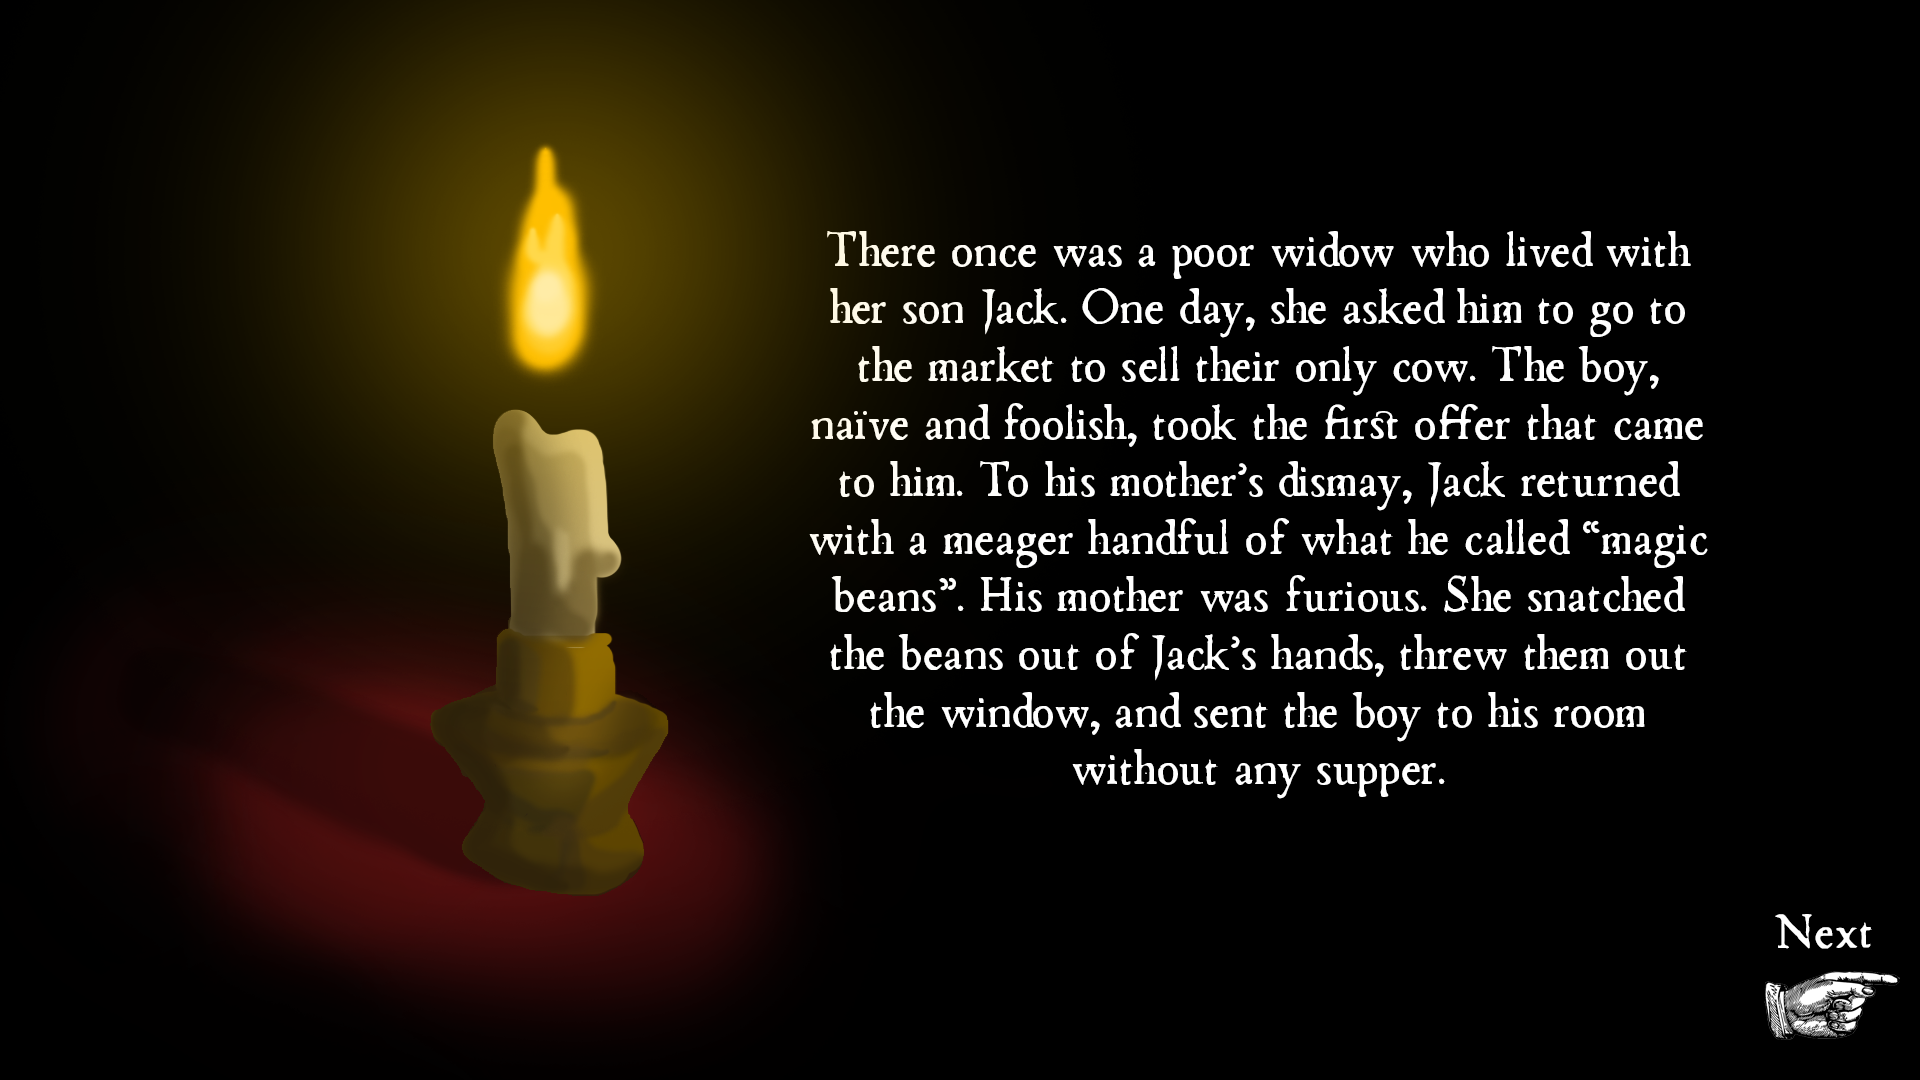 There once was a poor widow who lived with
her son Jack. One day, she asked him to go to
the market to sell their only cow. The boy,
naïve and foolish, took the first offer that came
to him. To his mother’s dismay, Jack returned
with a meager handful of what he called “magic
beans”. His mother was furious. She snatched
the beans out of Jack’s hands, threw them out
the window, and sent the boy to his room
without any supper.
Next